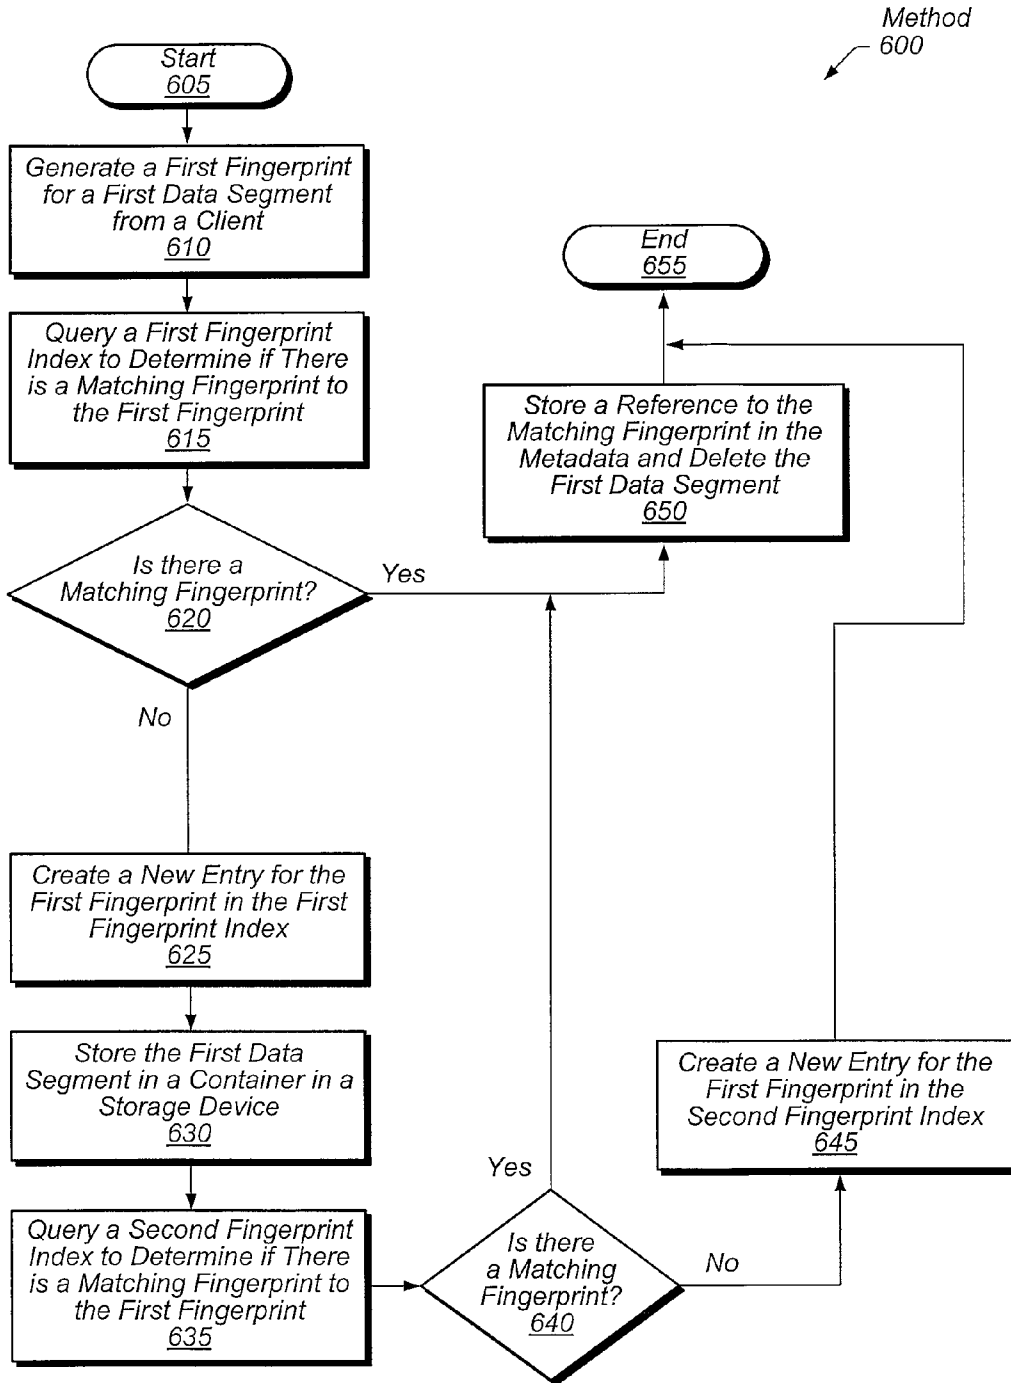 Method
600
Start
605
Generate a First Fingerprint
for a First Data Segment
from a Client
610
Query a First Fingerprint
Index to Determine if There
is a Matching Fingerprint to
the First Fingerprint
615
Is there a
Matching Fingerprint?
620
Yes
No
End
655
Store a Reference to the
Matching Fingerprint in the
Metadata and Delete the
First Data Segment
650
Create a New Entry for the
First Fingerprint in the First
Fingerprint Index
625
Store the First Data
Segment in a Container in a
Storage Device
630
Query a Second Fingerprint
Index to Determine if There
is a Matching Fingerprint to
the First Fingerprint
635
Is there
a Matching
Fingerprint?
640
Yes
No
Create a New Entry for the
First Fingerprint in the
Second Fingerprint Index
645